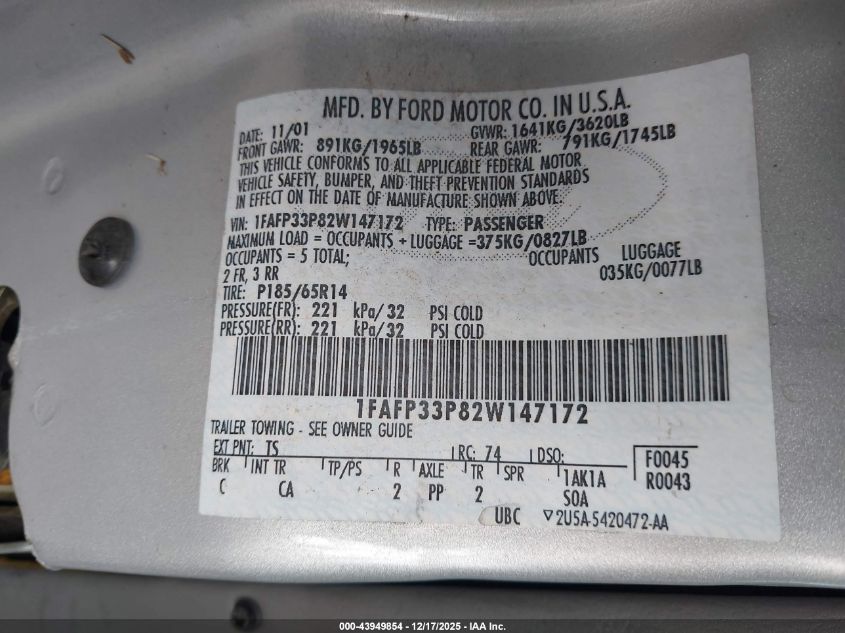 MFD. BY FORD MOTOR CO. IN U.S.A.
DATE: 11/01 GVWR: 1641KG/3620LB
FRONT GAWR: 891KG/1965LB REAR GAWR: 791KG/1745LB
THIS VEHICLE CONFORMS TO ALL APPLICABLE FEDERAL MOTOR
VEHICLE SAFETY, BUMPER, AND THEFT PREVENTION STANDARDS
IN EFFECT ON THE DATE OF MANUFACTURE SHOWN ABOVE.
VIN: 1FAFP33P82W147172 TYPE: PASSENGER
MAXIMUM LOAD = OCCUPANTS + LUGGAGE =375KG/0827LB
OCCUPANTS = 5 TOTAL; OCCUPANTS LUGGAGE
2 FR, 3 RR 035KG/0077LB
TIRE: P185/65R14
PRESSURE(FR): 221 kPa/32 PSI COLD
PRESSURE(RR): 221 kPa/32 PSI COLD
1FAFP33P82W147172
TRAILER TOWING - SEE OWNER GUIDE
EXT PNT: TS RC: 74 DSO: F0045
BRK INT TR TP/PS R AXLE TR SPR 1AK1A R0043
C CA 2 PP 2 SOA
UBC 2U5A-5420472-AA
000-43949854 | 12/17/2025 - IAA Inc.